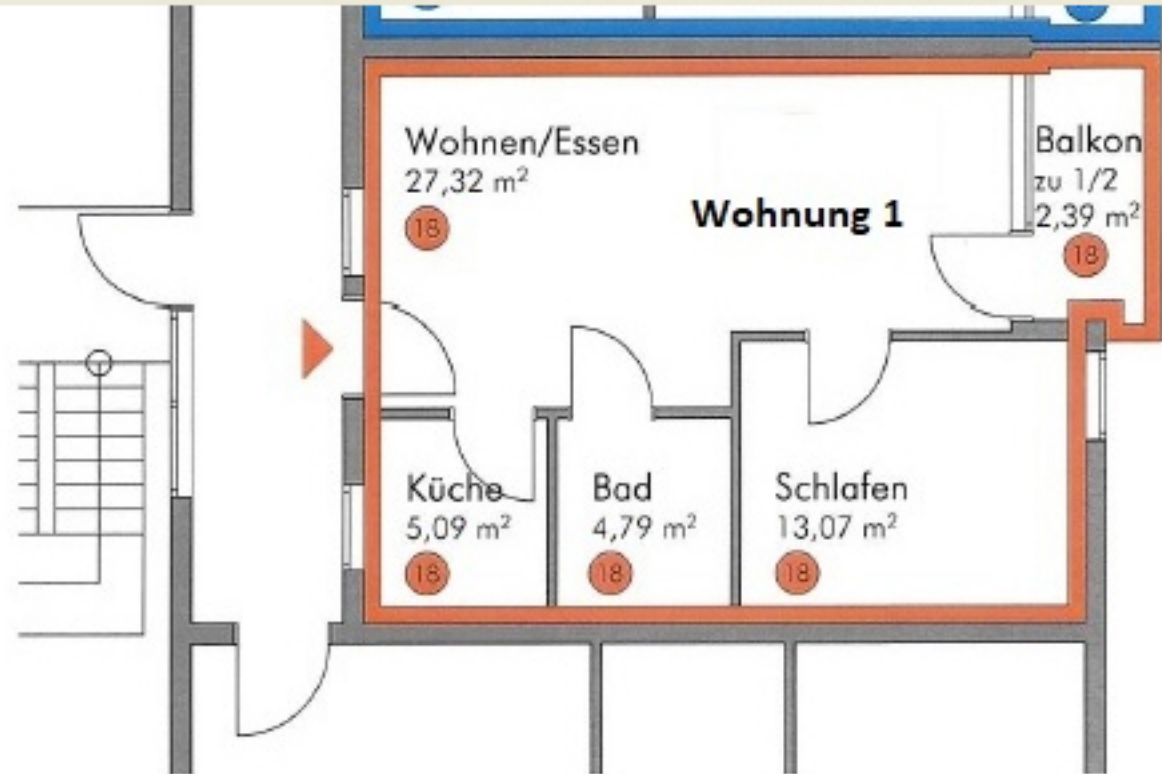 Wohnen/Essen
27,32 m²
18
Wohnung 1
Balkon
zu 1/2
2,39 m²
18
Küche
5,09 m²
18
Bad
4,79 m²
18
Schlafen
13,07 m²
18